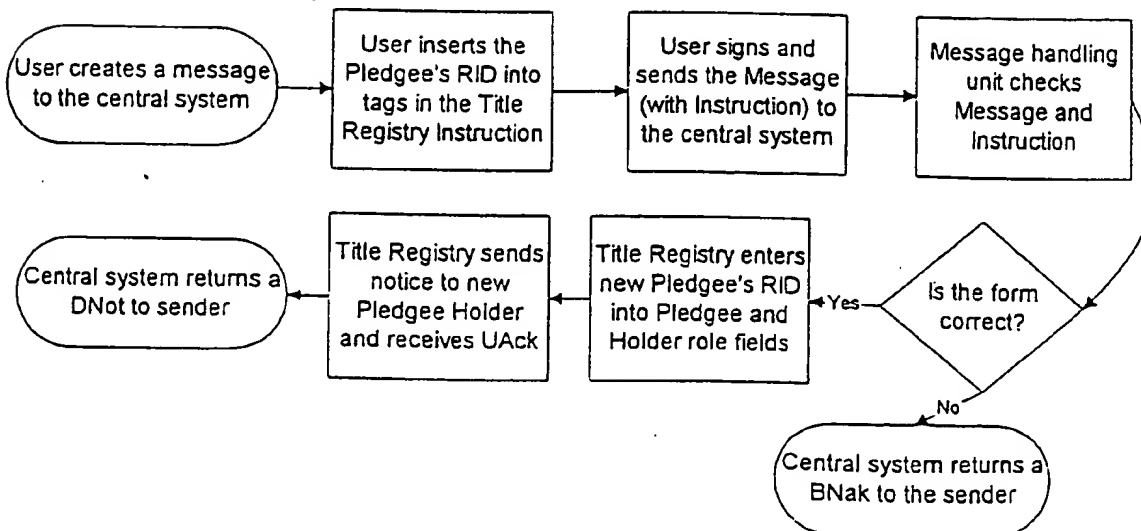 User creates a message
to the central system
User inserts the
Pledgee's RID into
tags in the Title
Registry Instruction
User signs and
sends the Message
(with Instruction) to
the central system
Message handling
unit checks
Message and
Instruction
Is the form
correct?
Yes
Title Registry enters
new Pledgee's RID
into Pledgee and
Holder role fields
Title Registry sends
notice to new
Pledgee Holder
and receives UAck
Central system returns a
DNot to sender
No
Central system returns a
BNak to the sender